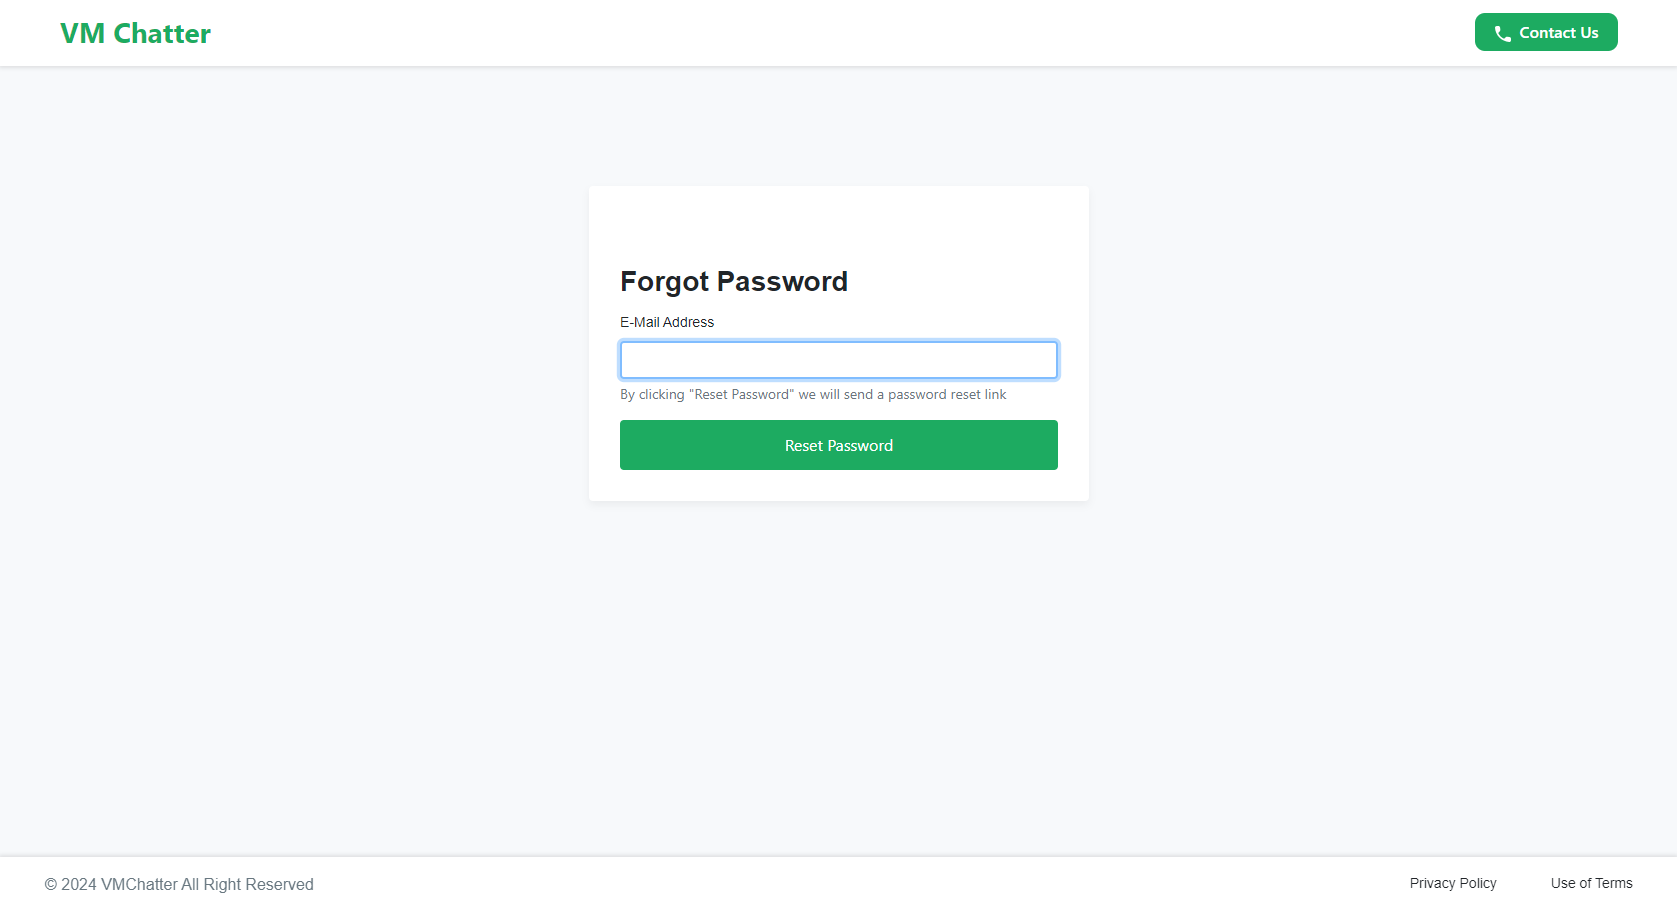 VM Chatter
Contact Us
Forgot Password
E-Mail Address
By clicking "Reset Password" we will send a password reset link
Reset Password
© 2024 VMChatter All Right Reserved
Privacy Policy
Use of Terms